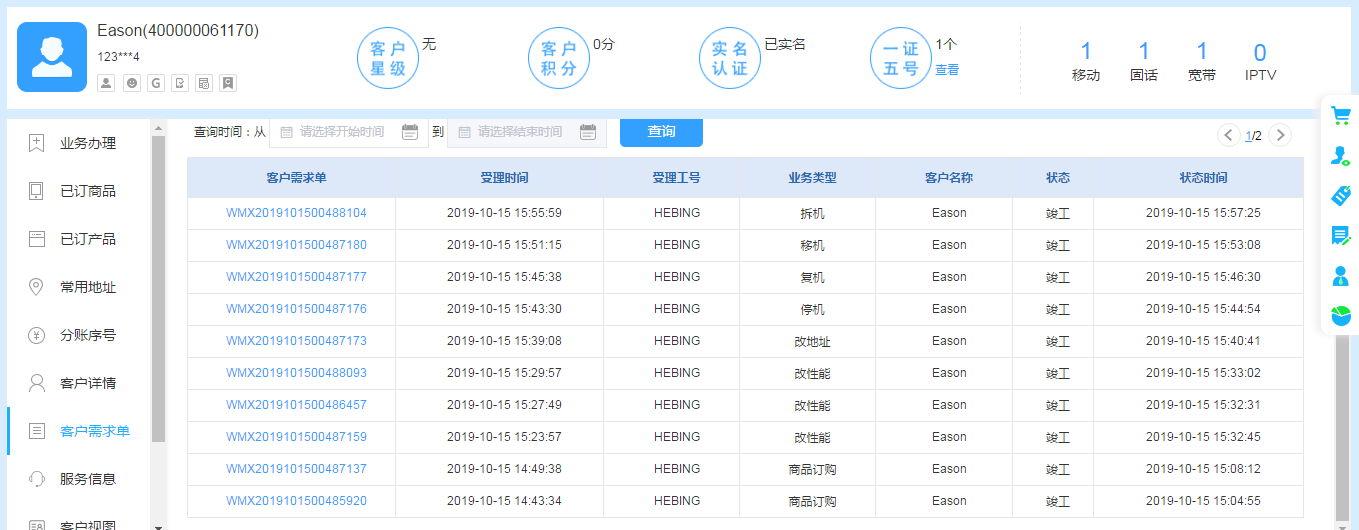 Eason(400000061170)
123***4
G
客户
星级
无
客户
积分
0分
实名
认证
已实名
一证
五号
1个
查看
1
移动
1
固话
1
宽带
0
IPTV
业务办理
已订商品
已订产品
常用地址
分账序号
客户详情
客户需求单
服务信息
客户视图
查询时间：从 请选择开始时间 到 请选择结束时间 查询 1/2
客户需求单 受理时间 受理工号 业务类型 客户名称 状态 状态时间
WMX2019101500488104 2019-10-15 15:55:59 HEBING 拆机 Eason 竣工 2019-10-15 15:57:25
WMX2019101500487180 2019-10-15 15:51:15 HEBING 移机 Eason 竣工 2019-10-15 15:53:08
WMX2019101500487177 2019-10-15 15:45:38 HEBING 复机 Eason 竣工 2019-10-15 15:46:30
WMX2019101500487176 2019-10-15 15:43:30 HEBING 停机 Eason 竣工 2019-10-15 15:44:54
WMX2019101500487173 2019-10-15 15:39:08 HEBING 改地址 Eason 竣工 2019-10-15 15:40:41
WMX2019101500488093 2019-10-15 15:29:57 HEBING 改性能 Eason 竣工 2019-10-15 15:33:02
WMX2019101500486457 2019-10-15 15:27:49 HEBING 改性能 Eason 竣工 2019-10-15 15:32:31
WMX2019101500487159 2019-10-15 15:23:57 HEBING 改性能 Eason 竣工 2019-10-15 15:32:45
WMX2019101500487137 2019-10-15 14:49:38 HEBING 商品订购 Eason 竣工 2019-10-15 15:08:12
WMX2019101500485920 2019-10-15 14:43:34 HEBING 商品订购 Eason 竣工 2019-10-15 15:04:55